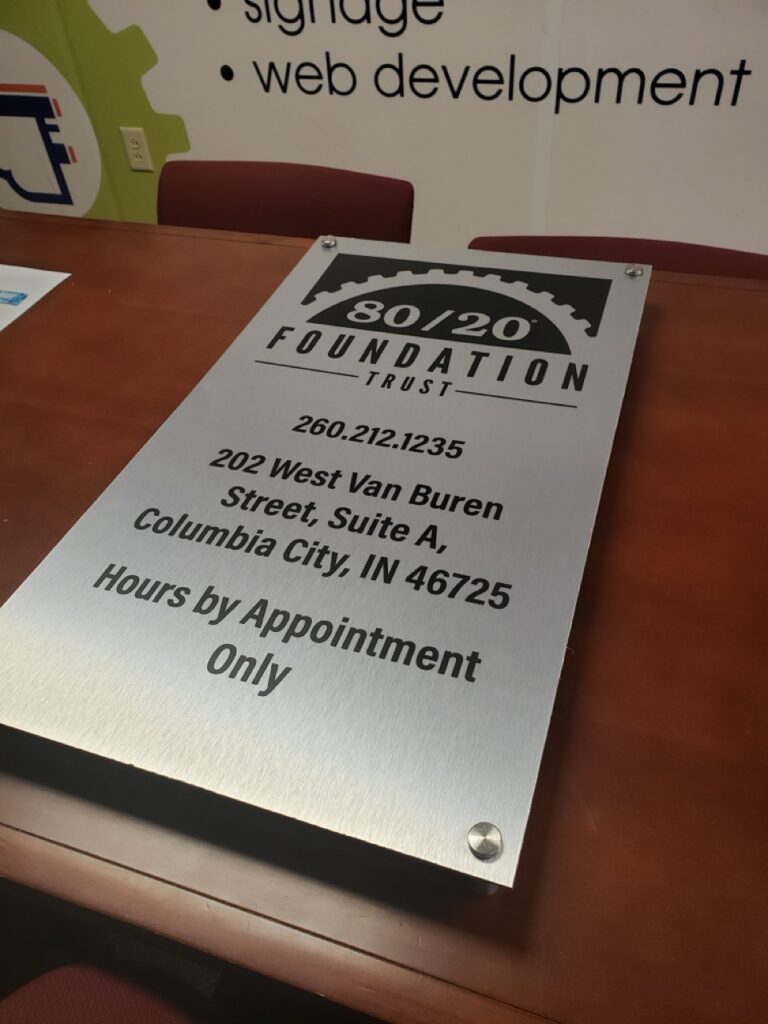 • signage
• web development
80/20
FOUNDATION
TRUST
260.212.1235
202 West Van Buren
Street, Suite A,
Columbia City, IN 46725
Hours by Appointment
Only